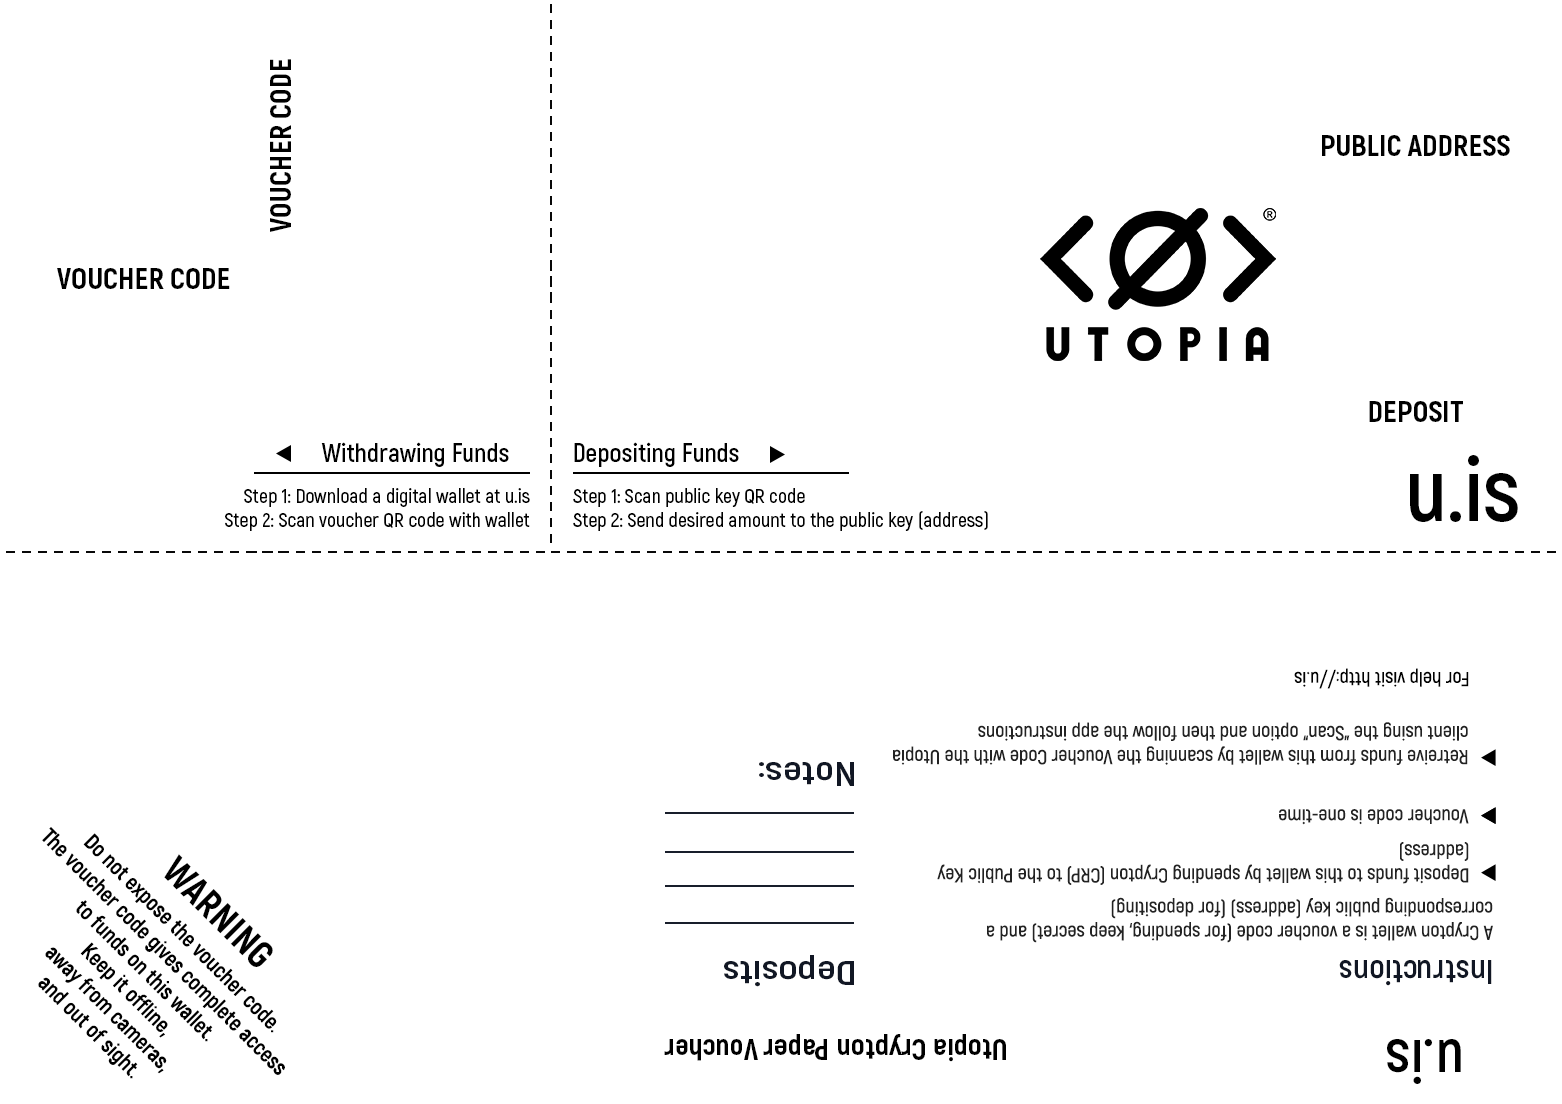 VOUCHER CODE
VOUCHER CODE
Withdrawing Funds
Step 1: Download a digital wallet at u.is
Step 2: Scan voucher QR code with wallet
Depositing Funds
Step 1: Scan public key QR code
Step 2: Send desired amount to the public key (address)
PUBLIC ADDRESS
®
UTOPIA
DEPOSIT
u.is
u.is
Utopia Crypton Paper Voucher
Instructions
A Crypton wallet is a voucher code (for spending, keep secret) and a
corresponding public key (address) (for depositing)
Deposit funds to this wallet by spending Crypton (CRP) to the Public Key
(address)
Voucher code is one-time
Retreive funds from this wallet by scanning the Voucher Code with the Utopia
client using the "Scan" option and then follow the app instructions
For help visit http://u.is
Deposits
Notes:
WARNING
Do not expose the voucher code.
The voucher code gives complete access
to funds on this wallet.
Keep it offline,
away from cameras,
and out of sight.